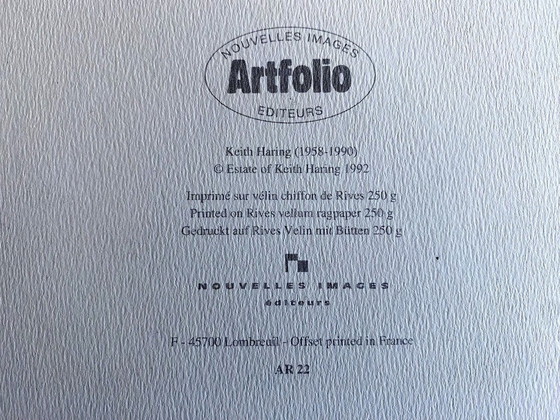 NOUVELLES IMAGES
Artfolio
EDITEURS
Keith Haring (1958-1990)
© Estate of Keith Haring 1992
Imprimé sur vélin chiffon de Rives 250 g
Printed on Rives vellum ragpaper 250 g
Gedruckt auf Rives Velin mit Bütten 250 g
NOUVELLES IMAGES
éditeurs
F - 45700 Lombreuil - Offset printed in France
AR 22